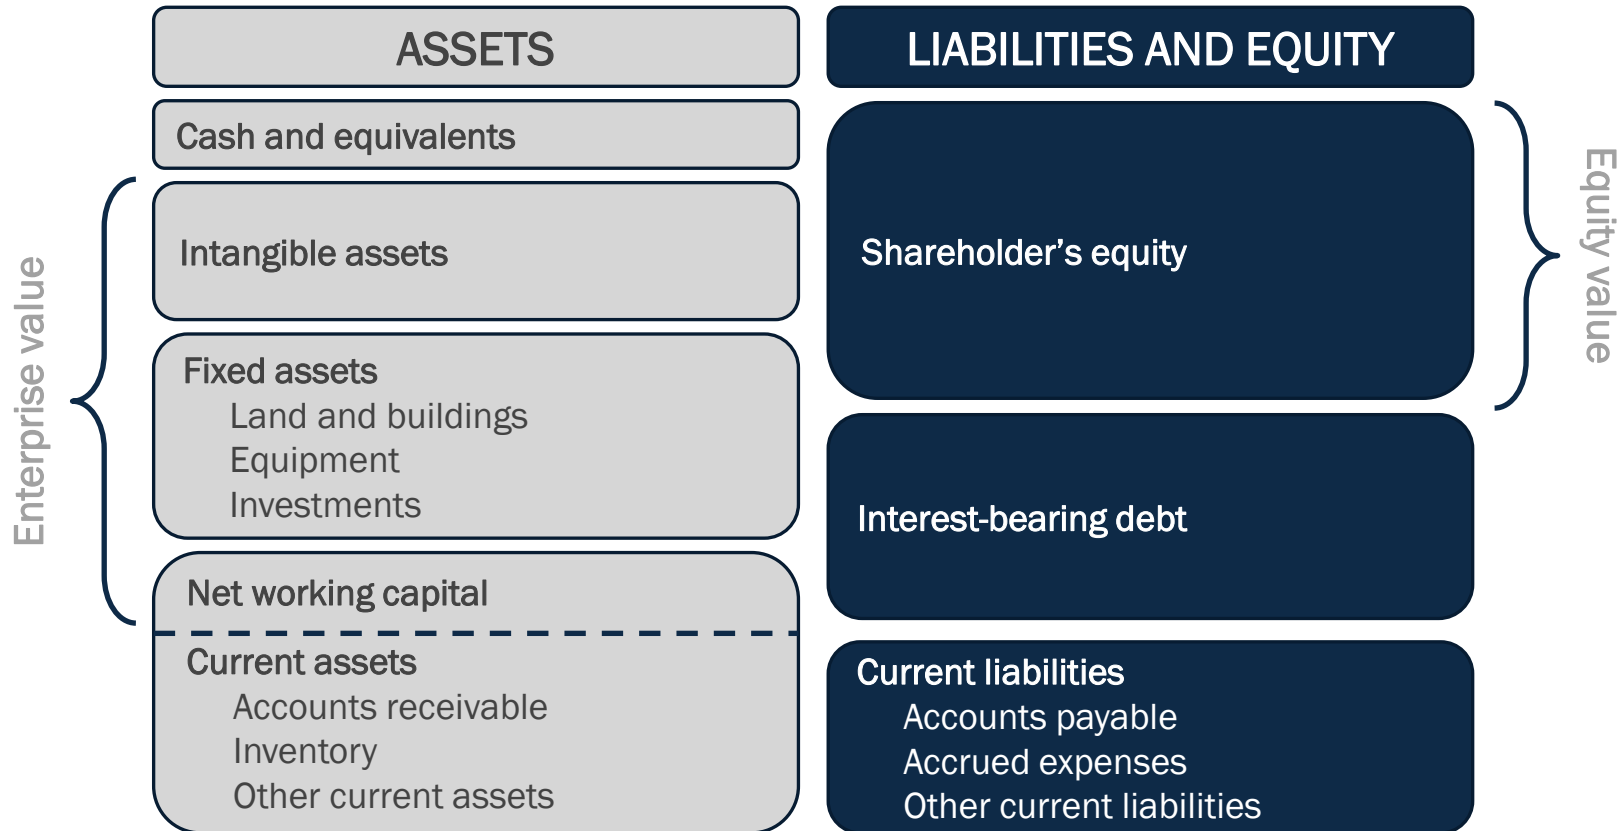 ASSETS
Cash and equivalents
Intangible assets
Fixed assets
Land and buildings
Equipment
Investments
Net working capital
Current assets
Accounts receivable
Inventory
Other current assets
Enterprise value
LIABILITIES AND EQUITY
Shareholder’s equity
Interest-bearing debt
Current liabilities
Accounts payable
Accrued expenses
Other current liabilities
Equity value